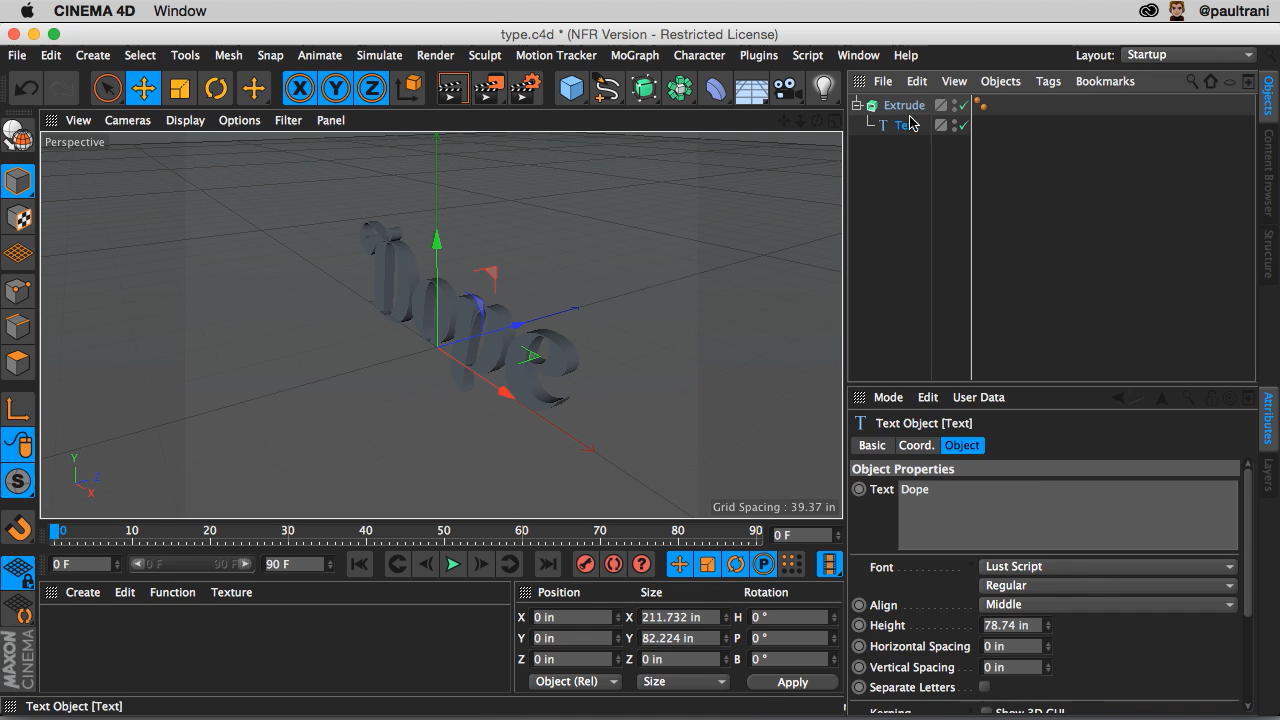 CINEMA 4D Window @paultrani
type.c4d * (NFR Version - Restricted License)
File Edit Create Select Tools Mesh Snap Animate Simulate Render Sculpt Motion Tracker MoGraph Character Plugins Script Window Help Layout: Startup
X Y Z File Edit View Objects Tags Bookmarks
View Cameras Display Options Filter Panel
Perspective
Extrude
Objects
Content Browser
Structure
Dope
Y
Z
X
Grid Spacing : 39.37 in
Mode Edit User Data
Text Object [Text]
Basic Coord. Object
Object Properties
Text Dope
Font Lust Script
Regular
Align Middle
Height 78.74 in
Horizontal Spacing 0 in
Vertical Spacing 0 in
Separate Letters
Kerning Show 3D GUI
Attributes
Layers
0 10 20 30 40 50 60 70 80 90 0 F
0 F 0 F 90 F 90 F P
Create Edit Function Texture
Position Size Rotation
X 0 in X 211.732 in H 0 °
Y 0 in Y 82.224 in P 0 °
Z 0 in Z 0 in B 0 °
Object (Rel) Size Apply
S
MAXON
CINEMA
Text Object [Text]